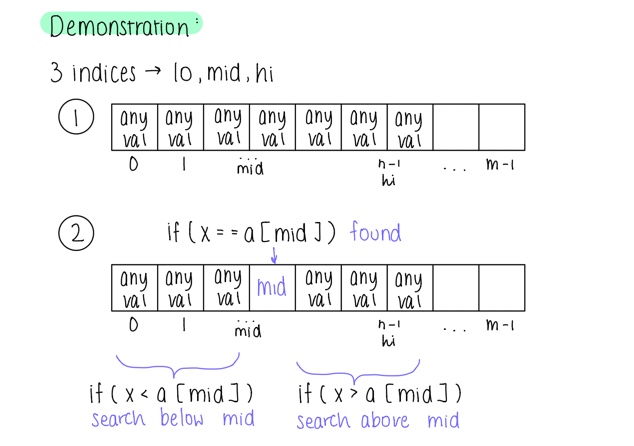 Demonstration:
3 indices → lo, mid, hi
1
any val any val any val any val any val any val any val
0 1 ... mid n-1 hi ... m-1
2
if (x == a[mid]) found
any val any val any val mid any val any val any val
0 1 ... mid n-1 hi ... m-1
if (x < a [mid]) if (x > a [mid])
search below mid search above mid